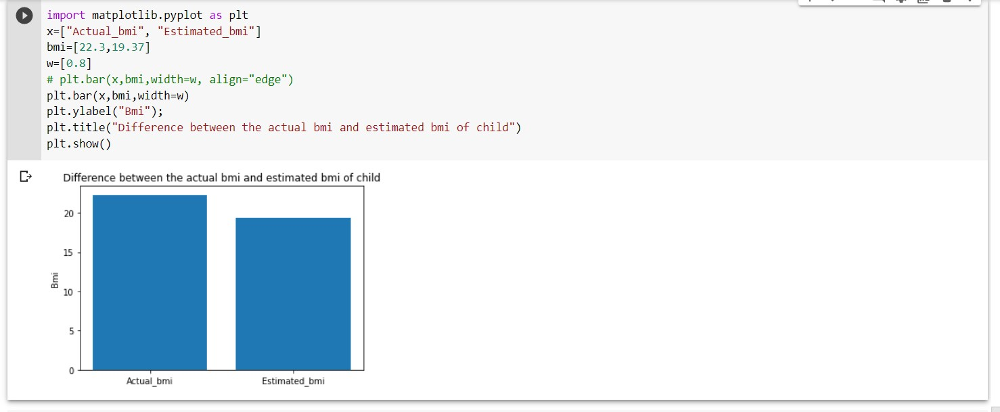 import matplotlib.pyplot as plt
x=["Actual_bmi", "Estimated_bmi"]
bmi=[22.3,19.37]
w=[0.8]
# plt.bar(x,bmi,width=w, align="edge")
plt.bar(x,bmi,width=w)
plt.ylabel("Bmi");
plt.title("Difference between the actual bmi and estimated bmi of child")
plt.show()
Difference between the actual bmi and estimated bmi of child
20
15
Bmi
10
5
0
Actual_bmi Estimated_bmi